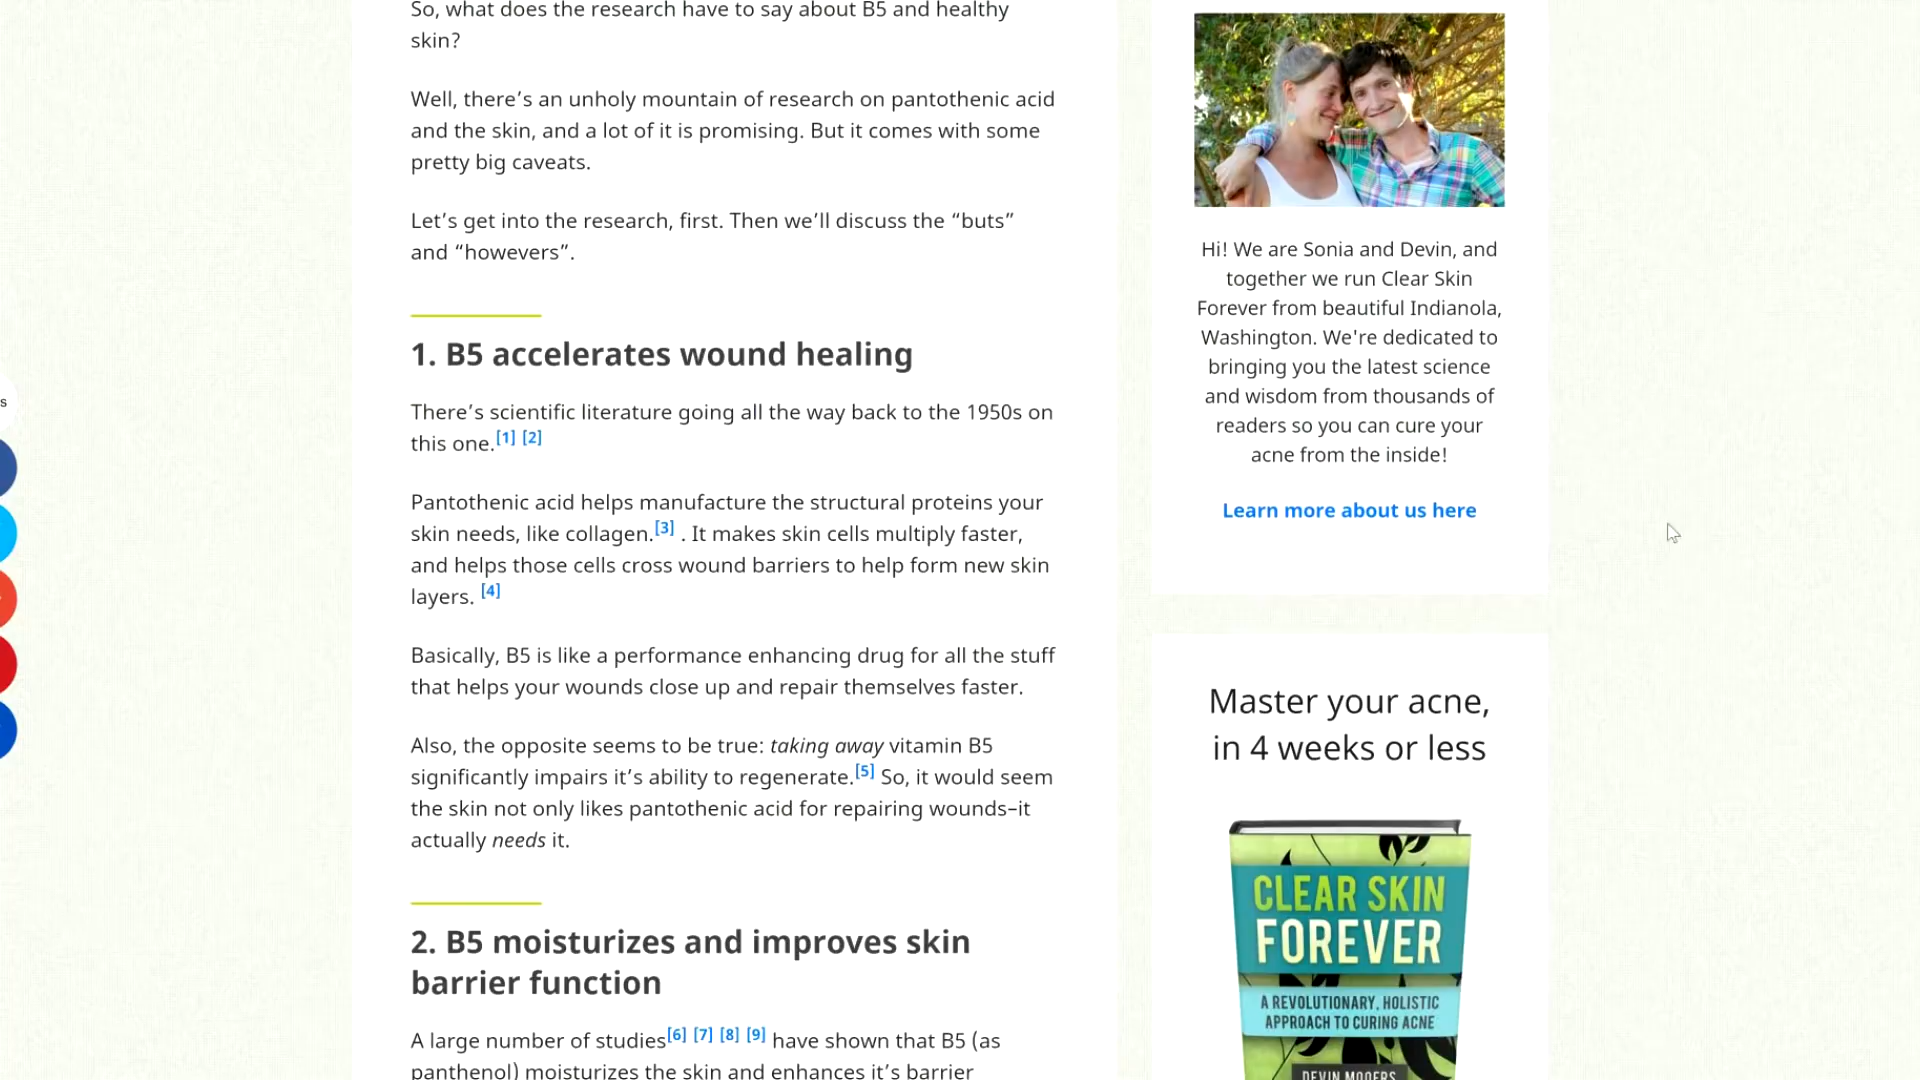 So, what does the research have to say about B5 and healthy
skin?
Well, there’s an unholy mountain of research on pantothenic acid
and the skin, and a lot of it is promising. But it comes with some
pretty big caveats.
Let’s get into the research, first. Then we’ll discuss the “buts”
and “howevers”.
1. B5 accelerates wound healing
There’s scientific literature going all the way back to the 1950s on
this one.[1] [2]
Pantothenic acid helps manufacture the structural proteins your
skin needs, like collagen.[3] . It makes skin cells multiply faster,
and helps those cells cross wound barriers to help form new skin
layers. [4]
Basically, B5 is like a performance enhancing drug for all the stuff
that helps your wounds close up and repair themselves faster.
Also, the opposite seems to be true: taking away vitamin B5
significantly impairs it’s ability to regenerate.[5] So, it would seem
the skin not only likes pantothenic acid for repairing wounds–it
actually needs it.
2. B5 moisturizes and improves skin
barrier function
A large number of studies[6] [7] [8] [9] have shown that B5 (as
panthenol) moisturizes the skin and enhances it’s barrier
s
Hi! We are Sonia and Devin, and
together we run Clear Skin
Forever from beautiful Indianola,
Washington. We're dedicated to
bringing you the latest science
and wisdom from thousands of
readers so you can cure your
acne from the inside!
Learn more about us here
Master your acne,
in 4 weeks or less
CLEAR SKIN
FOREVER
A REVOLUTIONARY, HOLISTIC
APPROACH TO CURING ACNE
DEVIN MOOERS